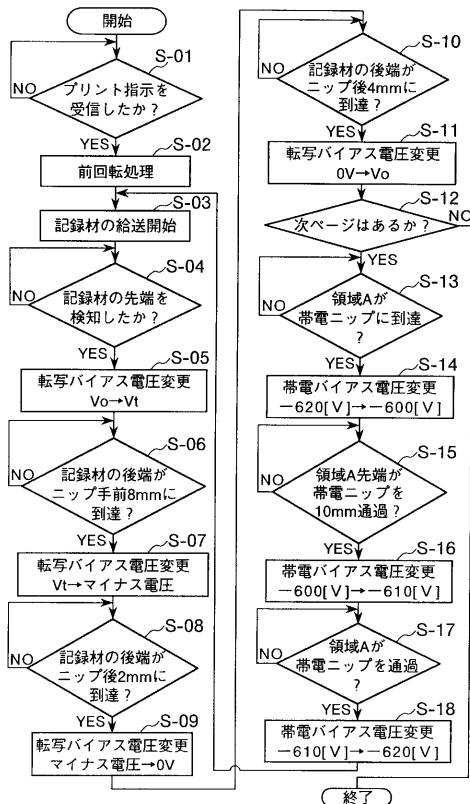 開始
S-01
プリント指示を
受信したか？
NO
YES
S-02
前回転処理
S-03
記録材の給送開始
S-04
記録材の先端を
検知したか？
NO
YES
S-05
転写バイアス電圧変更
Vo→Vt
S-06
記録材の後端が
ニップ手前8mmに
到達？
NO
YES
S-07
転写バイアス電圧変更
Vt→マイナス電圧
S-08
記録材の後端が
ニップ後2mmに
到達？
NO
YES
S-09
転写バイアス電圧変更
マイナス電圧→0V
S-10
記録材の後端が
ニップ後4mmに
到達？
NO
YES
S-11
転写バイアス電圧変更
0V→Vo
S-12
次ページはあるか？
NO
YES
S-13
領域Aが
帯電ニップに到達
？
NO
YES
S-14
帯電バイアス電圧変更
−620[V]→−600[V]
S-15
領域A先端が
帯電ニップを
10mm通過？
NO
YES
S-16
帯電バイアス電圧変更
−600[V]→−610[V]
S-17
領域Aが
帯電ニップを通過
？
NO
YES
S-18
帯電バイアス電圧変更
−610[V]→−620[V]
終了